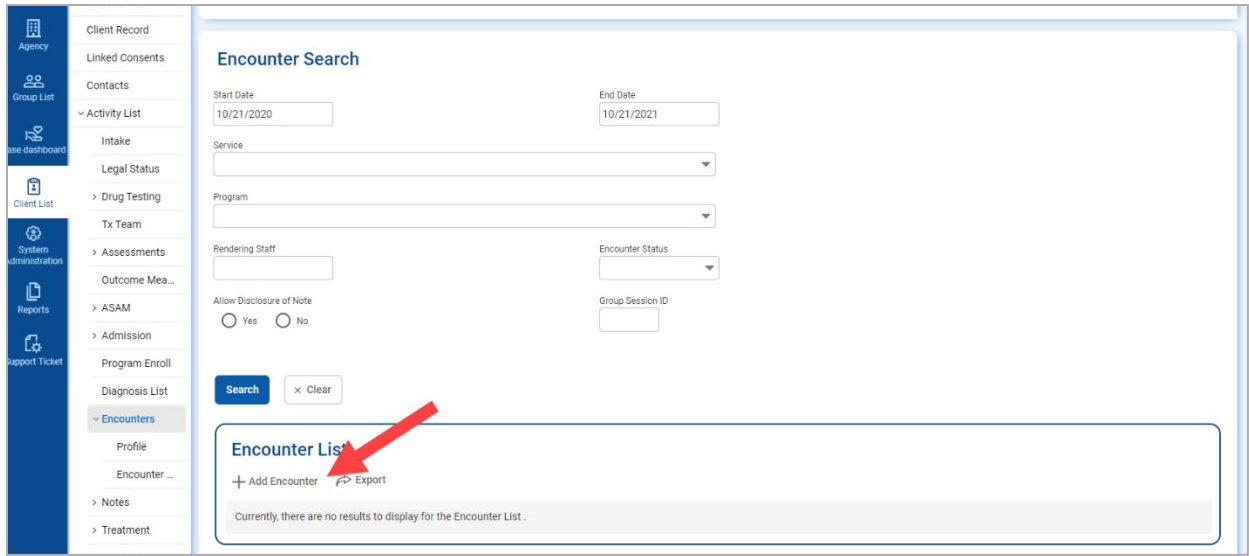 Agency
Group List
ase dashboard
Client List
System
Administration
Reports
Support Ticket
Client Record
Linked Consents
Contacts
Activity List
Intake
Legal Status
Drug Testing
Tx Team
Assessments
Outcome Mea...
ASAM
Admission
Program Enroll
Diagnosis List
Encounters
Profile
Encounter ...
Notes
Treatment
Encounter Search
Start Date
End Date
10/21/2020
10/21/2021
Service
Program
Rendering Staff
Encounter Status
Allow Disclosure of Note
Group Session ID
Yes No
Search × Clear
Encounter List
+ Add Encounter Export
Currently, there are no results to display for the Encounter List .